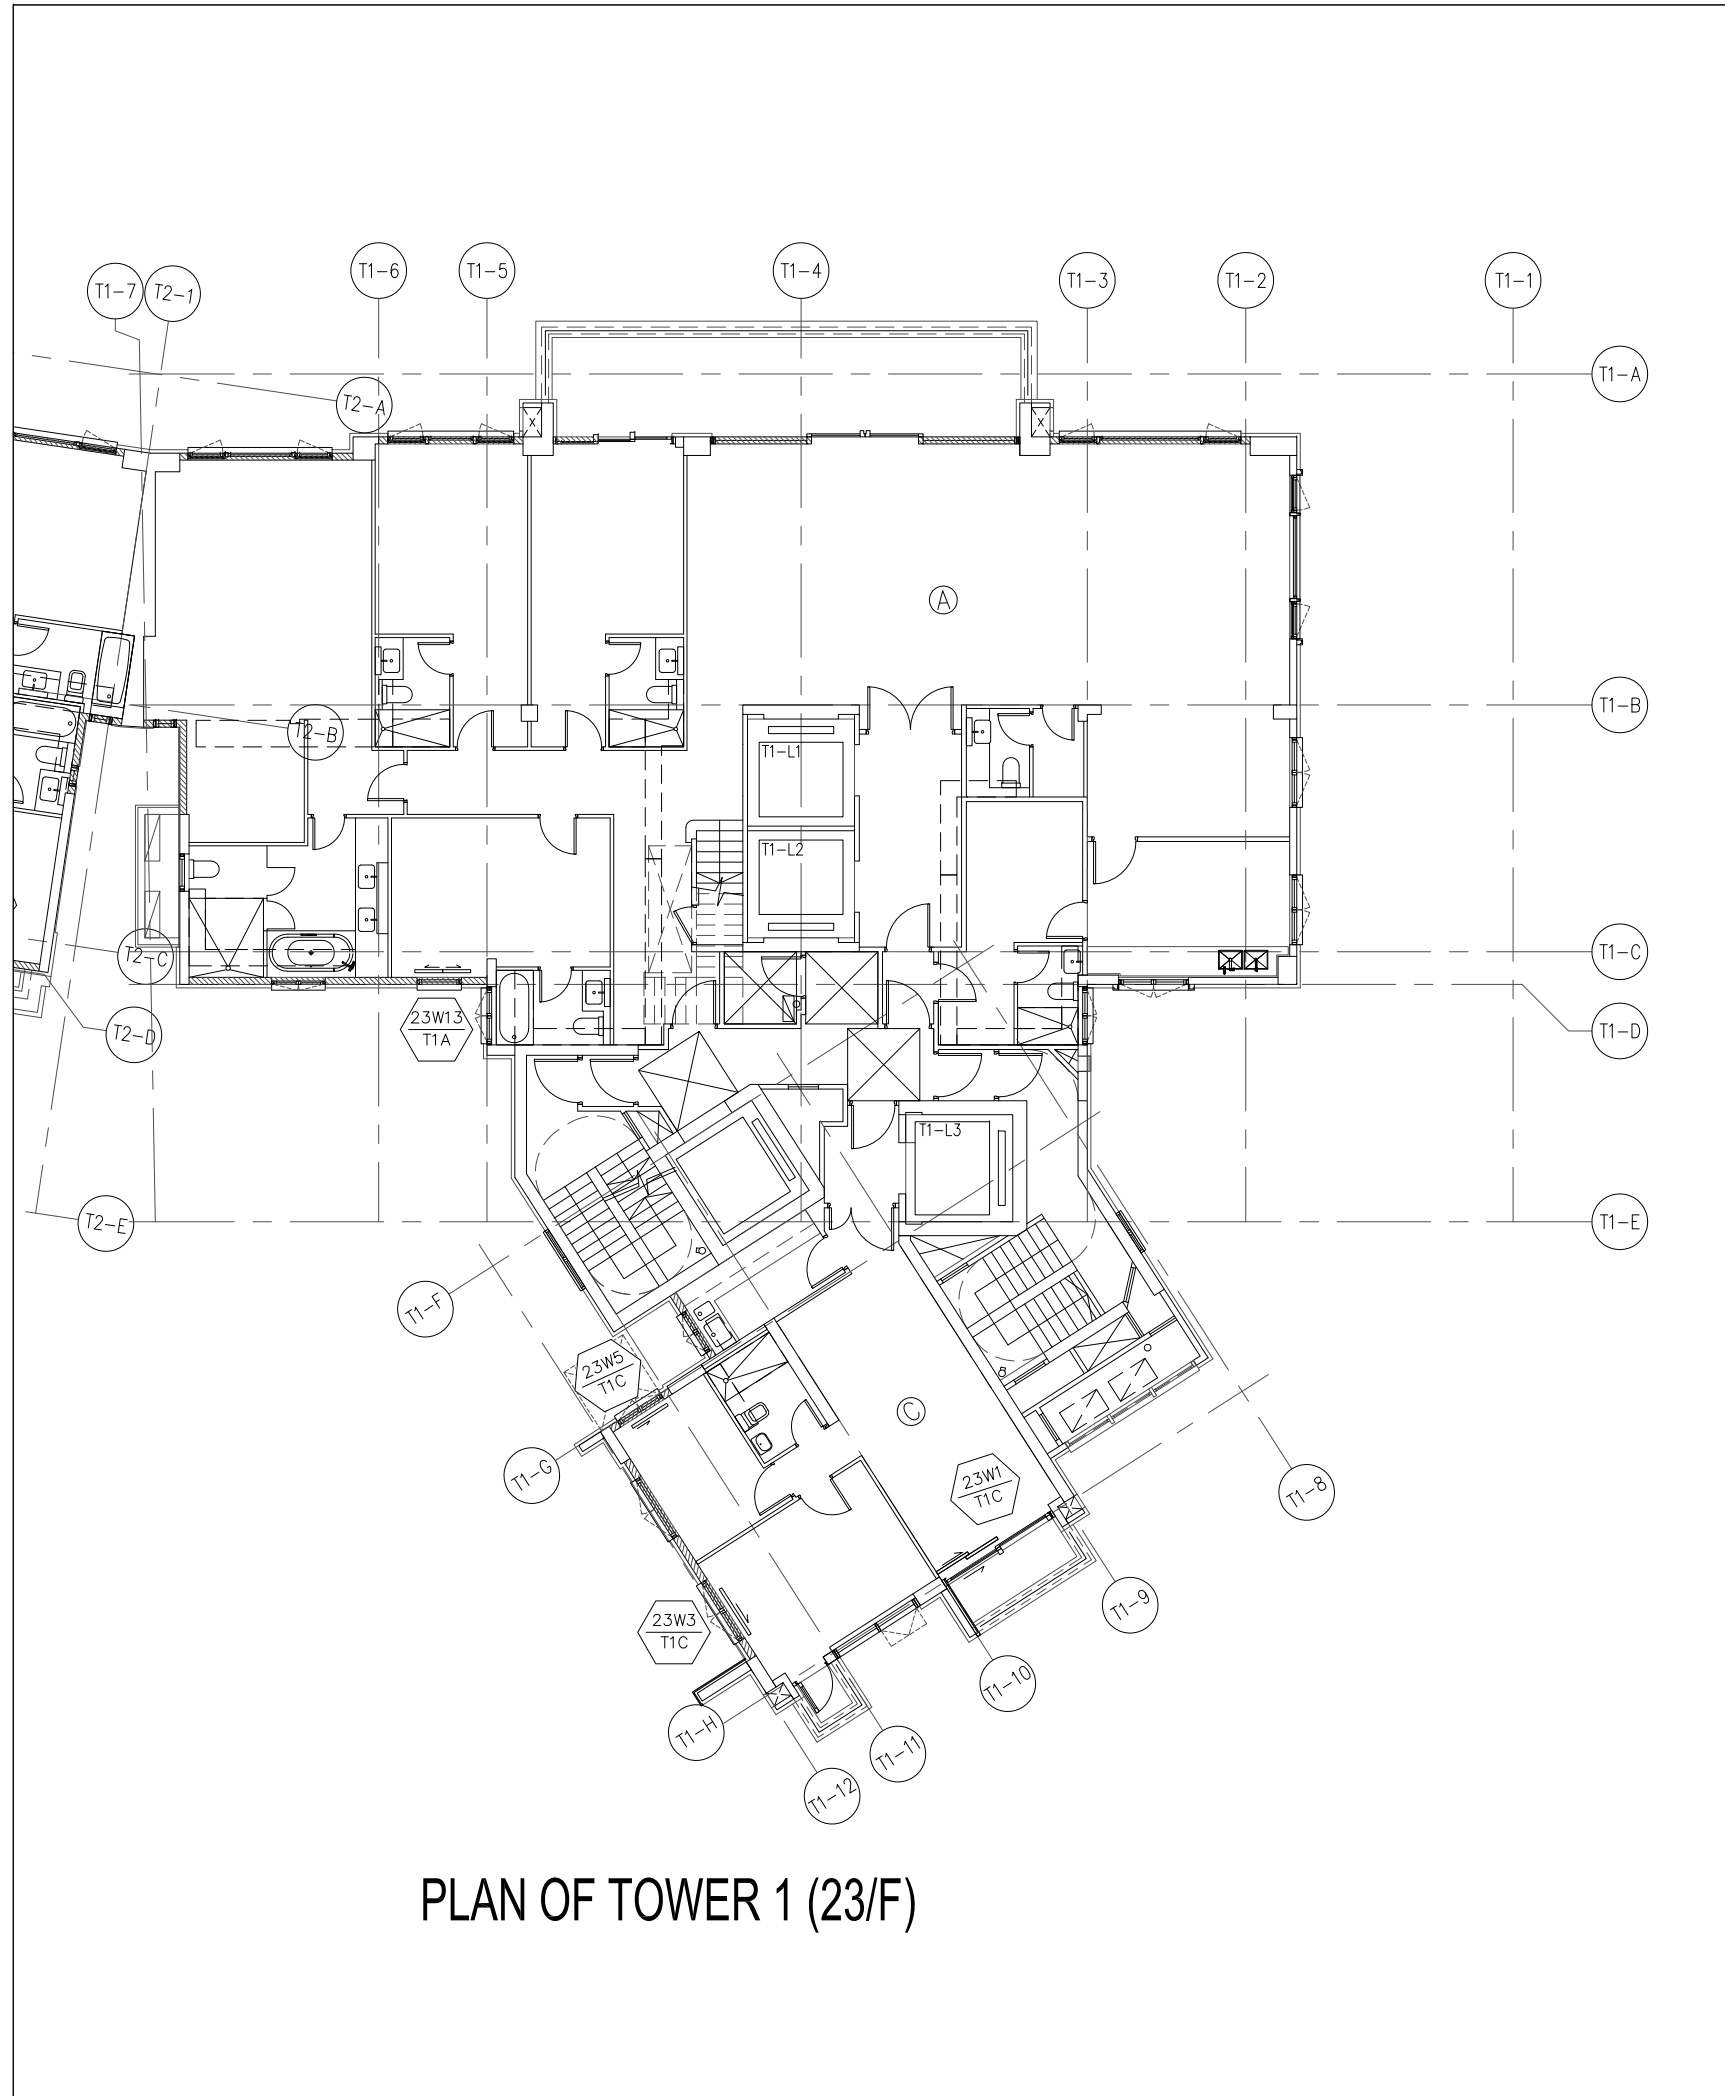 T1-6
T1-5
T1-4
T1-3
T1-2
T1-1
T1-7
T2-1
T1-A
T2-A
X
X
A
T1-B
T2-B
T1-L1
T1-L2
T2-C
T1-C
23W13
T1A
T2-D
T1-D
T1-L3
T2-E
T1-E
T1-F
23W5
T1C
C
T1-G
23W1
T1C
T1-8
T1-9
23W3
T1C
T1-10
T1-H
T1-11
T1-12
PLAN OF TOWER 1 (23/F)